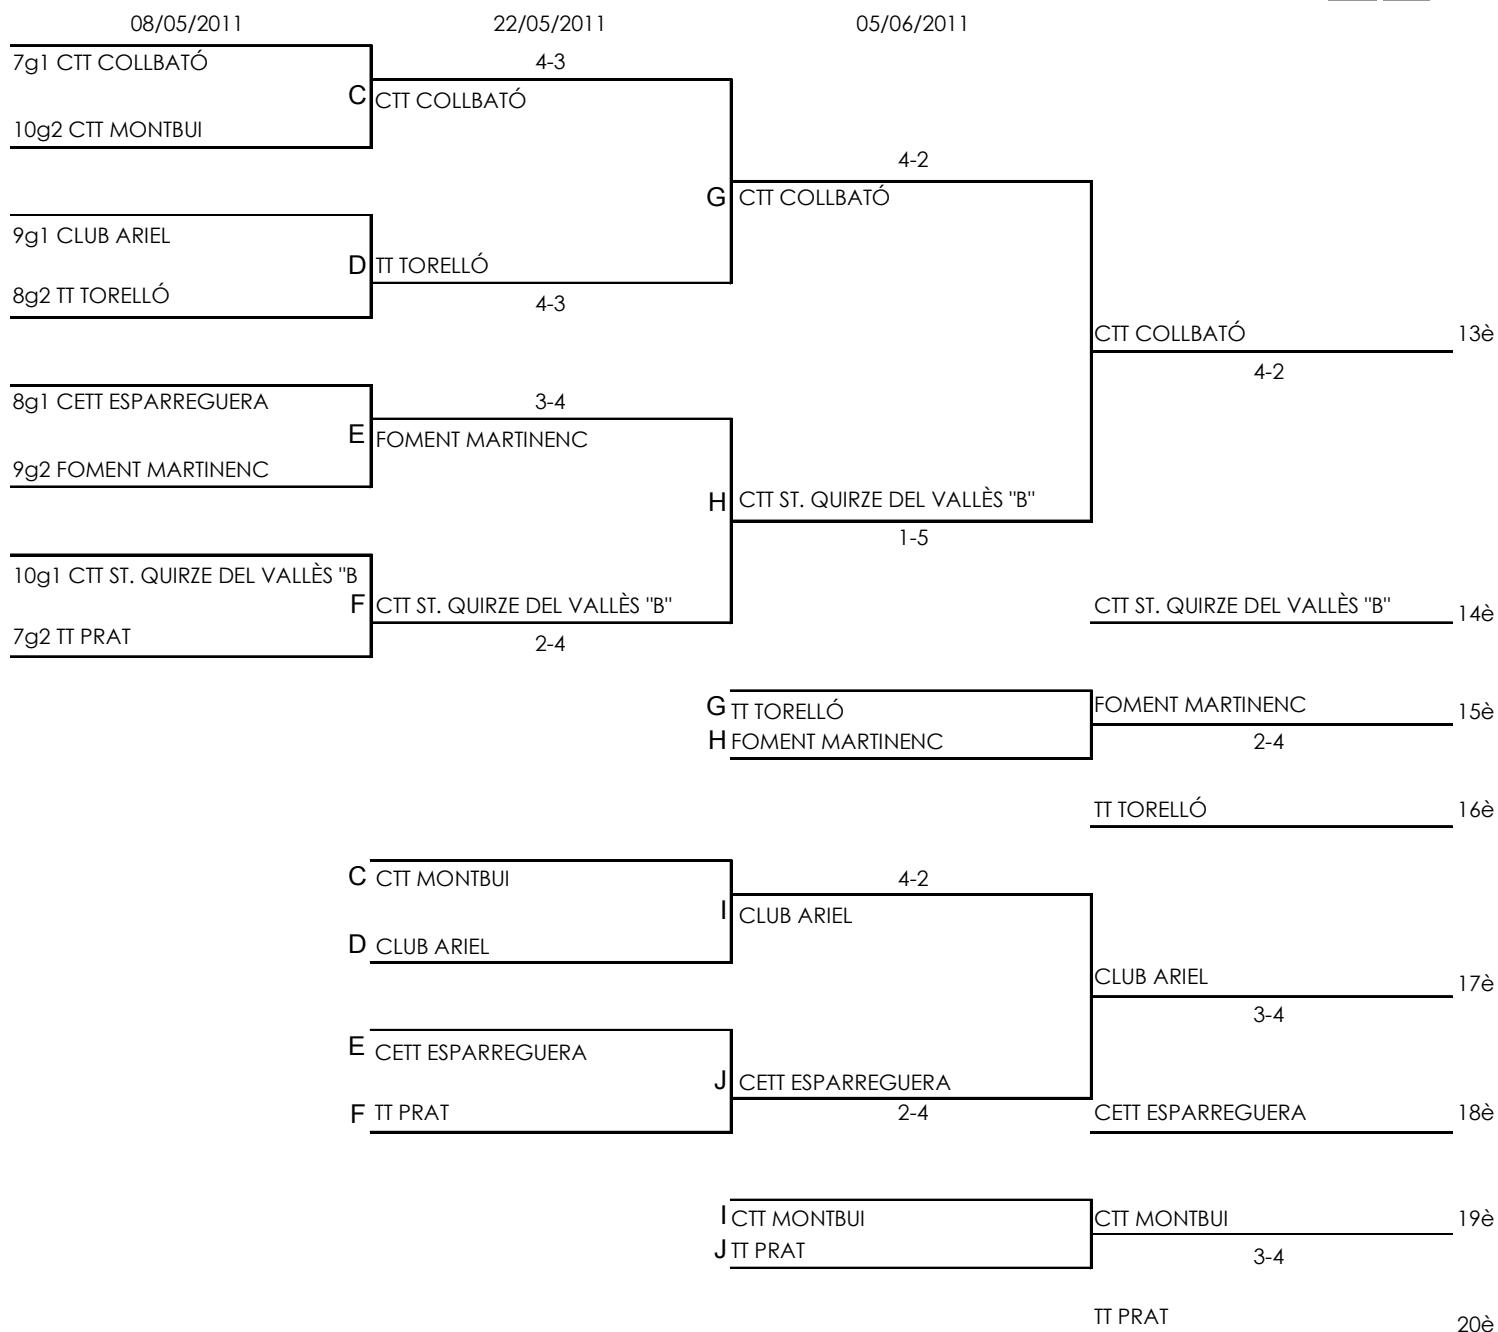 08/05/2011 22/05/2011 05/06/2011
7g1 CTT COLLBATÓ 4-3
C CTT COLLBATÓ
10g2 CTT MONTBUI
4-2
G CTT COLLBATÓ
9g1 CLUB ARIEL
D TT TORELLÓ
8g2 TT TORELLÓ 4-3
CTT COLLBATÓ 13è
4-2
8g1 CETT ESPARREGUERA 3-4
E FOMENT MARTINENC
9g2 FOMENT MARTINENC
H CTT ST. QUIRZE DEL VALLÈS "B"
1-5
10g1 CTT ST. QUIRZE DEL VALLÈS "B
F CTT ST. QUIRZE DEL VALLÈS "B" CTT ST. QUIRZE DEL VALLÈS "B" 14è
7g2 TT PRAT 2-4
G TT TORELLÓ FOMENT MARTINENC 15è
H FOMENT MARTINENC 2-4
TT TORELLÓ 16è
C CTT MONTBUI 4-2
I CLUB ARIEL
D CLUB ARIEL
CLUB ARIEL 17è
3-4
E CETT ESPARREGUERA
J CETT ESPARREGUERA
F TT PRAT 2-4 CETT ESPARREGUERA 18è
I CTT MONTBUI CTT MONTBUI 19è
J TT PRAT 3-4
TT PRAT 20è